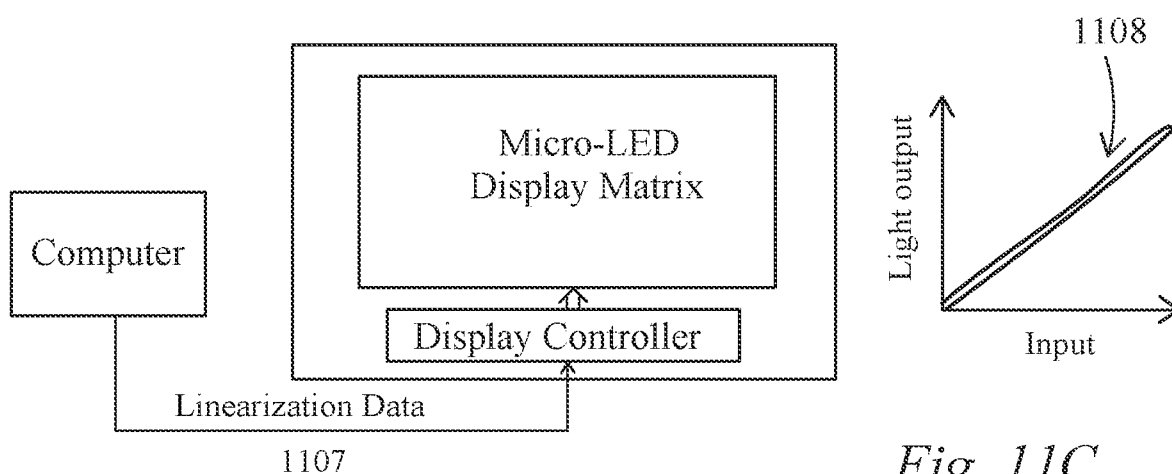 1108
Micro-LED
Display Matrix
Computer
Display Controller
Light output
Input
Linearization Data
1107
Fig. 11C